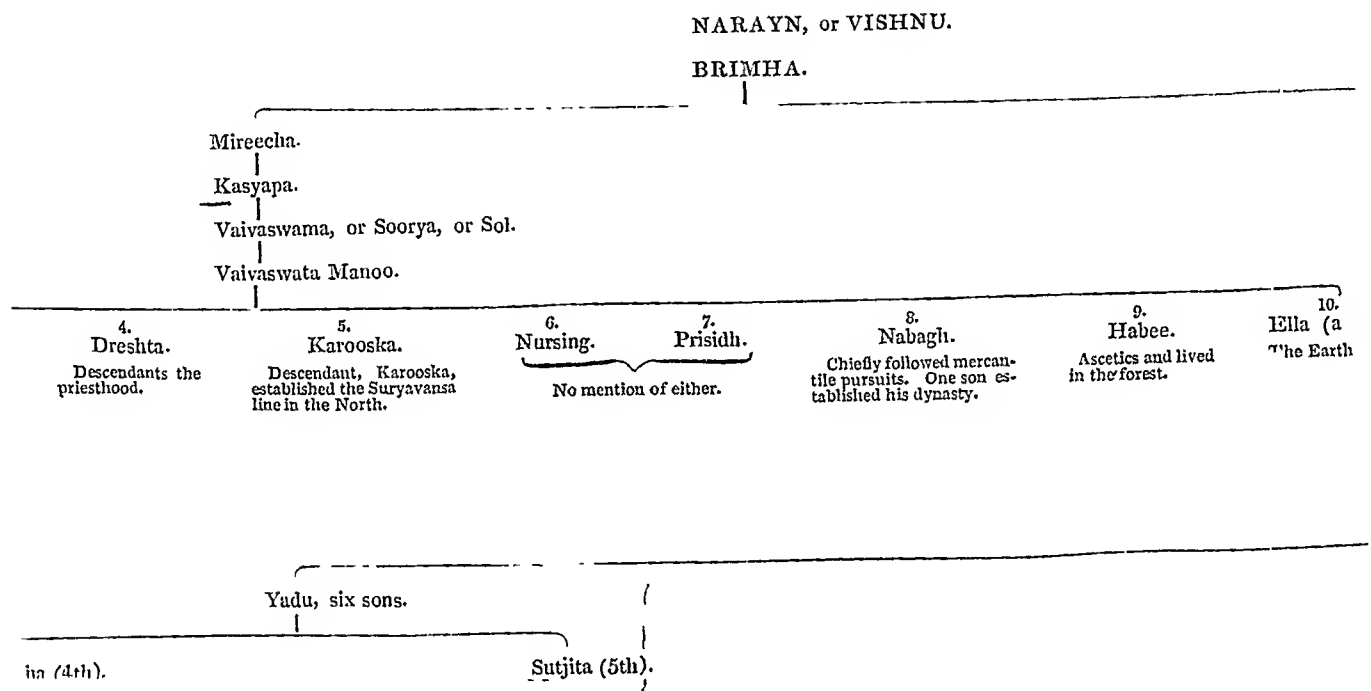 NARAYN, or VISHNU.
BRIMHA.
Mireecha.
Kasyapa.
Vaivaswama, or Soorya, or Sol.
Vaivaswata Manoo.
4.
Dreshta.
Descendants the
priesthood.
5.
Karooska.
Descendant, Karooska,
established the Suryavansa
line in the North.
6.
Nursing.
7.
Prisidh.
No mention of either.
8.
Nabagh.
Chiefly followed mercan-
tile pursuits. One son es-
tablished his dynasty.
9.
Habee.
Ascetics and lived
in the forest.
10.
Ella (a
The Earth
Yadu, six sons.
(4th).
Sutjita (5th).